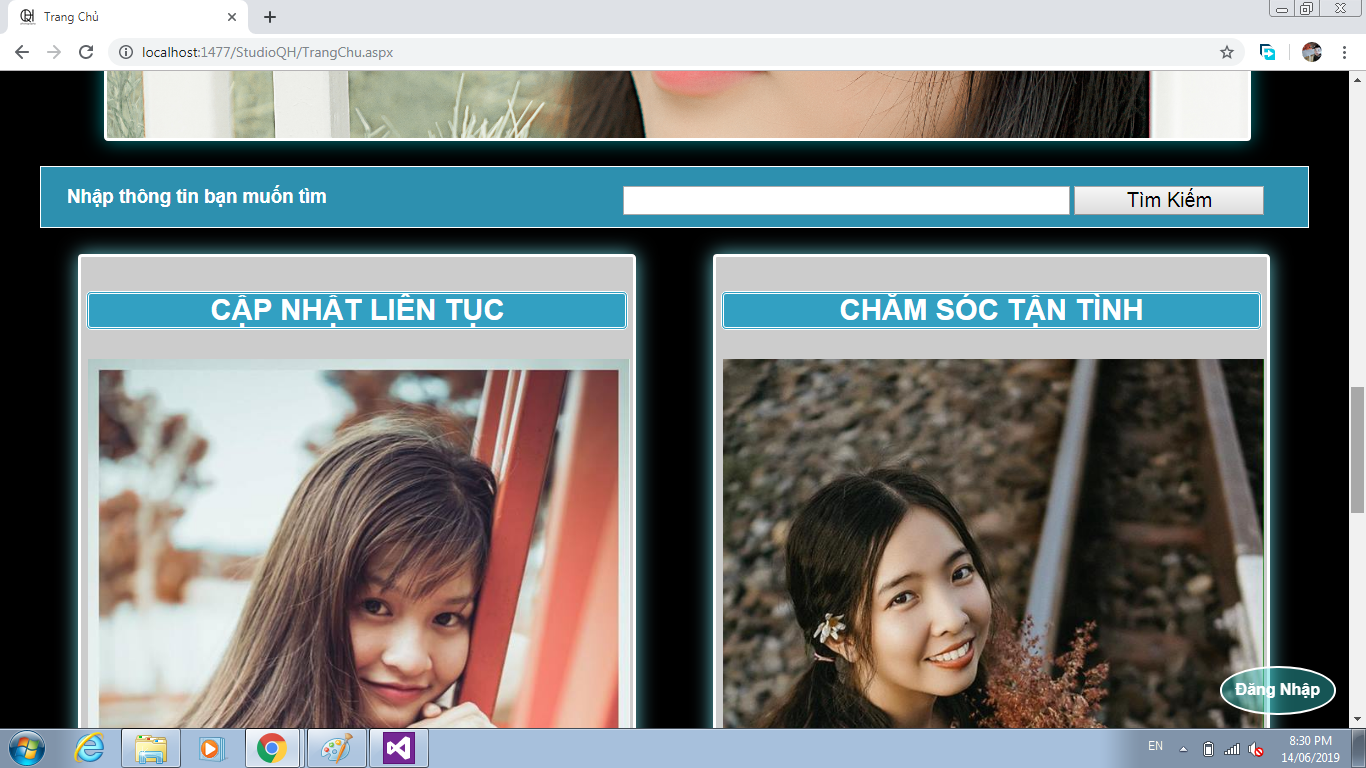 Trang Chủ
localhost:1477/StudioQH/TrangChu.aspx
Nhập thông tin bạn muốn tìm
Tìm Kiếm
CẬP NHẬT LIÊN TỤC
CHĂM SÓC TẬN TÌNH
Đăng Nhập
EN
8:30 PM
14/06/2019